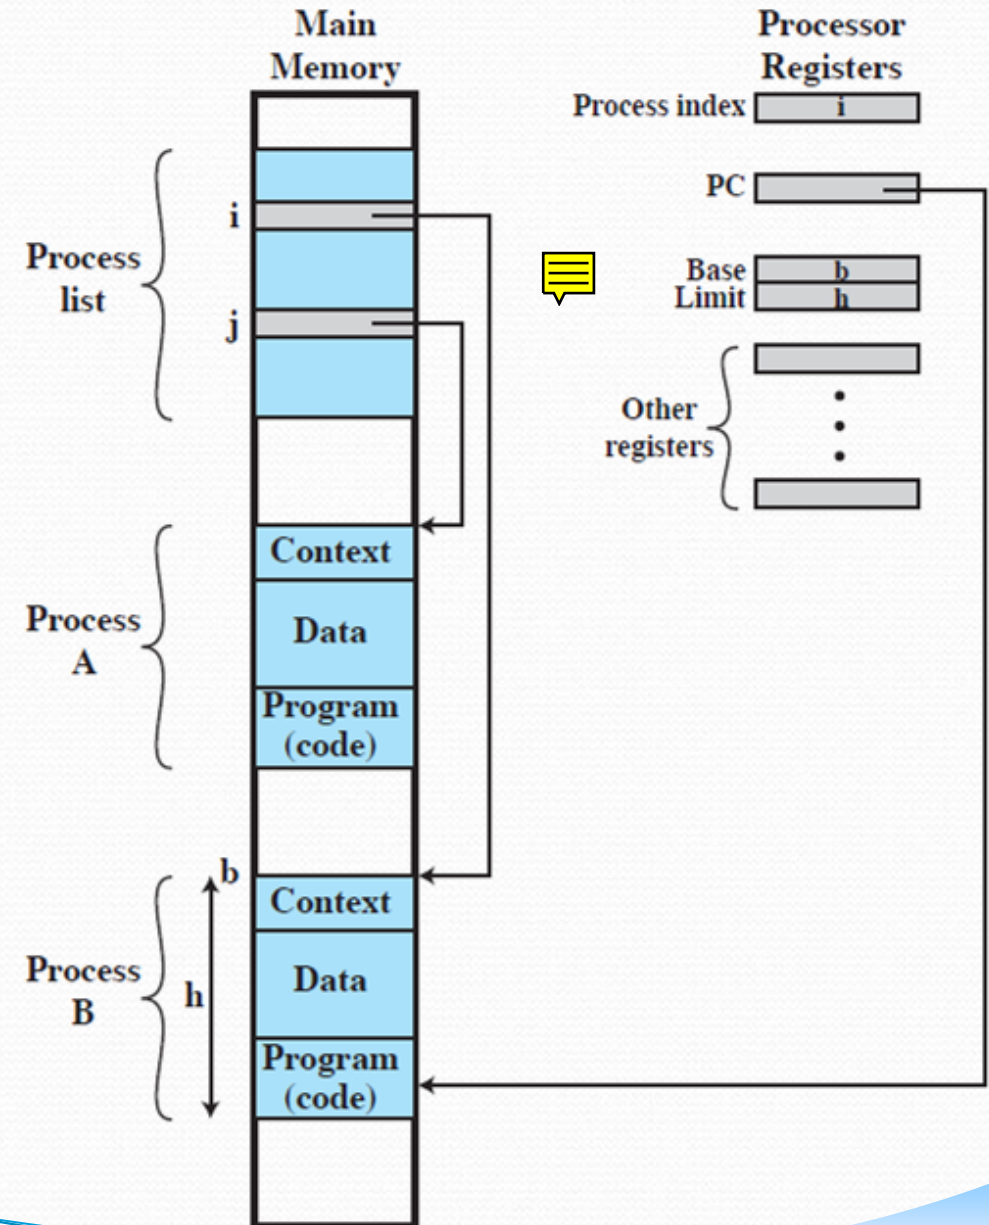 Main
Memory
Processor
Registers
Process index
i
PC
i
Process
list
j
Base
b
Limit
h
Other
registers
Context
Process
A
Data
Program
(code)
b
Context
Process
B
h
Data
Program
(code)